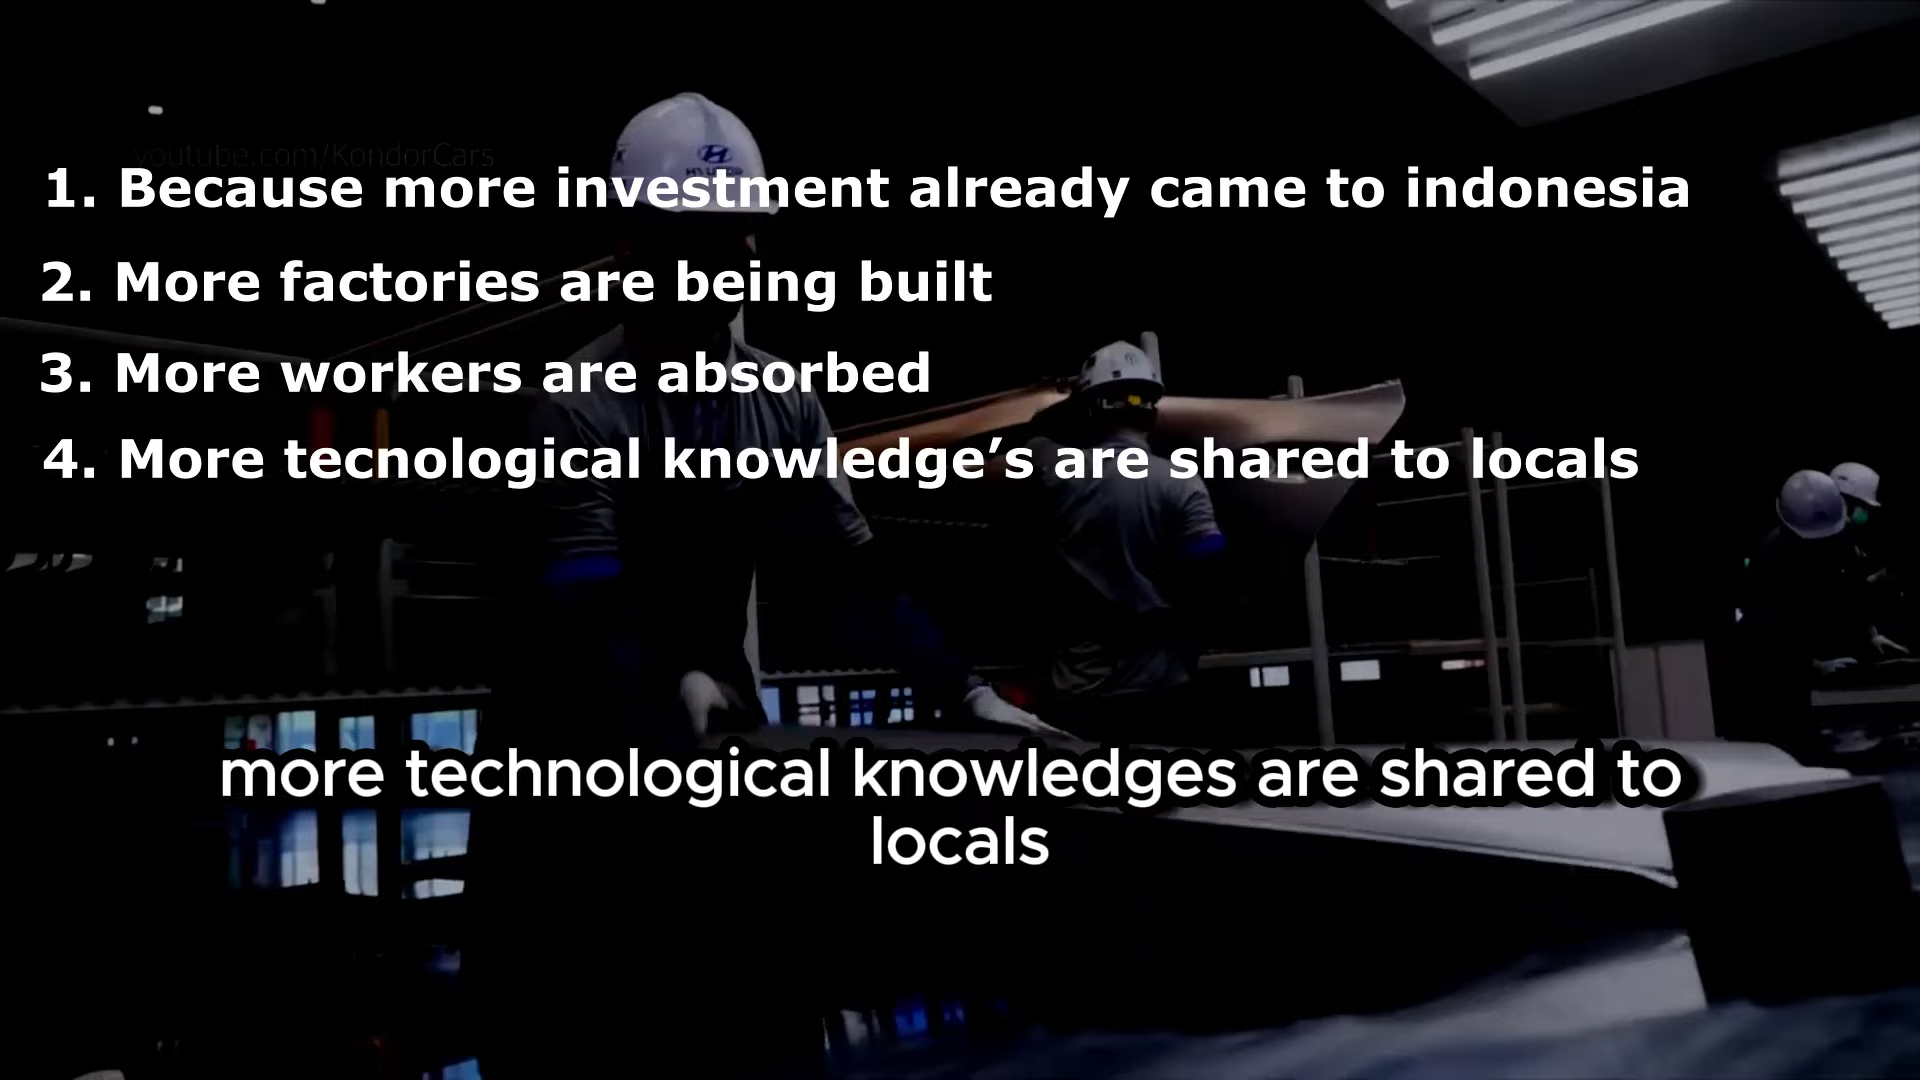 youtube.com/KondorCars
HYUNDAI
1. Because more investment already came to indonesia
2. More factories are being built
3. More workers are absorbed
4. More tecnological knowledge’s are shared to locals
more technological knowledges are shared to
locals